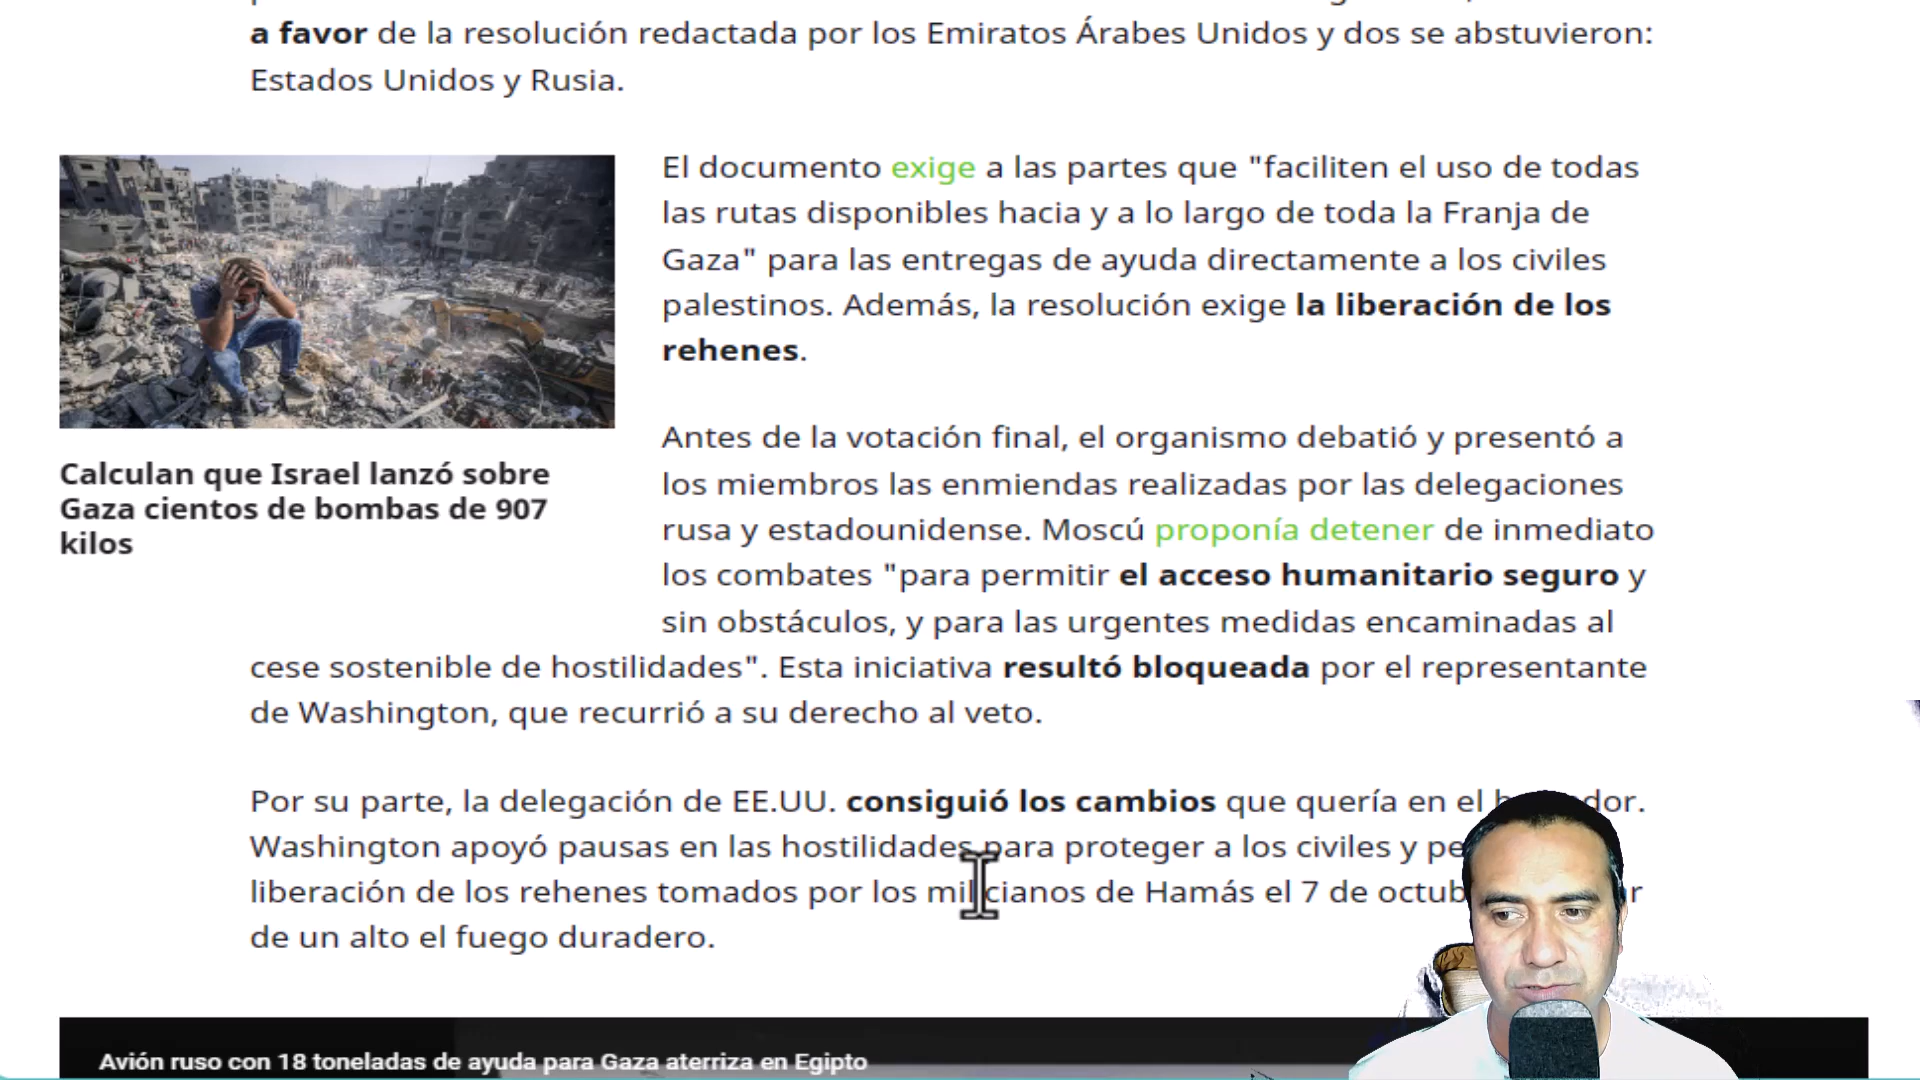 a favor de la resolución redactada por los Emiratos Árabes Unidos y dos se abstuvieron:
Estados Unidos y Rusia.
El documento exige a las partes que "faciliten el uso de todas
las rutas disponibles hacia y a lo largo de toda la Franja de
Gaza" para las entregas de ayuda directamente a los civiles
palestinos. Además, la resolución exige la liberación de los
rehenes.
Calculan que Israel lanzó sobre
Gaza cientos de bombas de 907
kilos
Antes de la votación final, el organismo debatió y presentó a
los miembros las enmiendas realizadas por las delegaciones
rusa y estadounidense. Moscú proponía detener de inmediato
los combates "para permitir el acceso humanitario seguro y
sin obstáculos, y para las urgentes medidas encaminadas al
cese sostenible de hostilidades". Esta iniciativa resultó bloqueada por el representante
de Washington, que recurrió a su derecho al veto.
Por su parte, la delegación de EE.UU. consiguió los cambios que quería en el
Washington apoyó pausas en las hostilidades para proteger a los civiles y
liberación de los rehenes tomados por los milicianos de Hamás el 7 de
de un alto el fuego duradero.
Avión ruso con 18 toneladas de ayuda para Gaza aterriza en Egipto